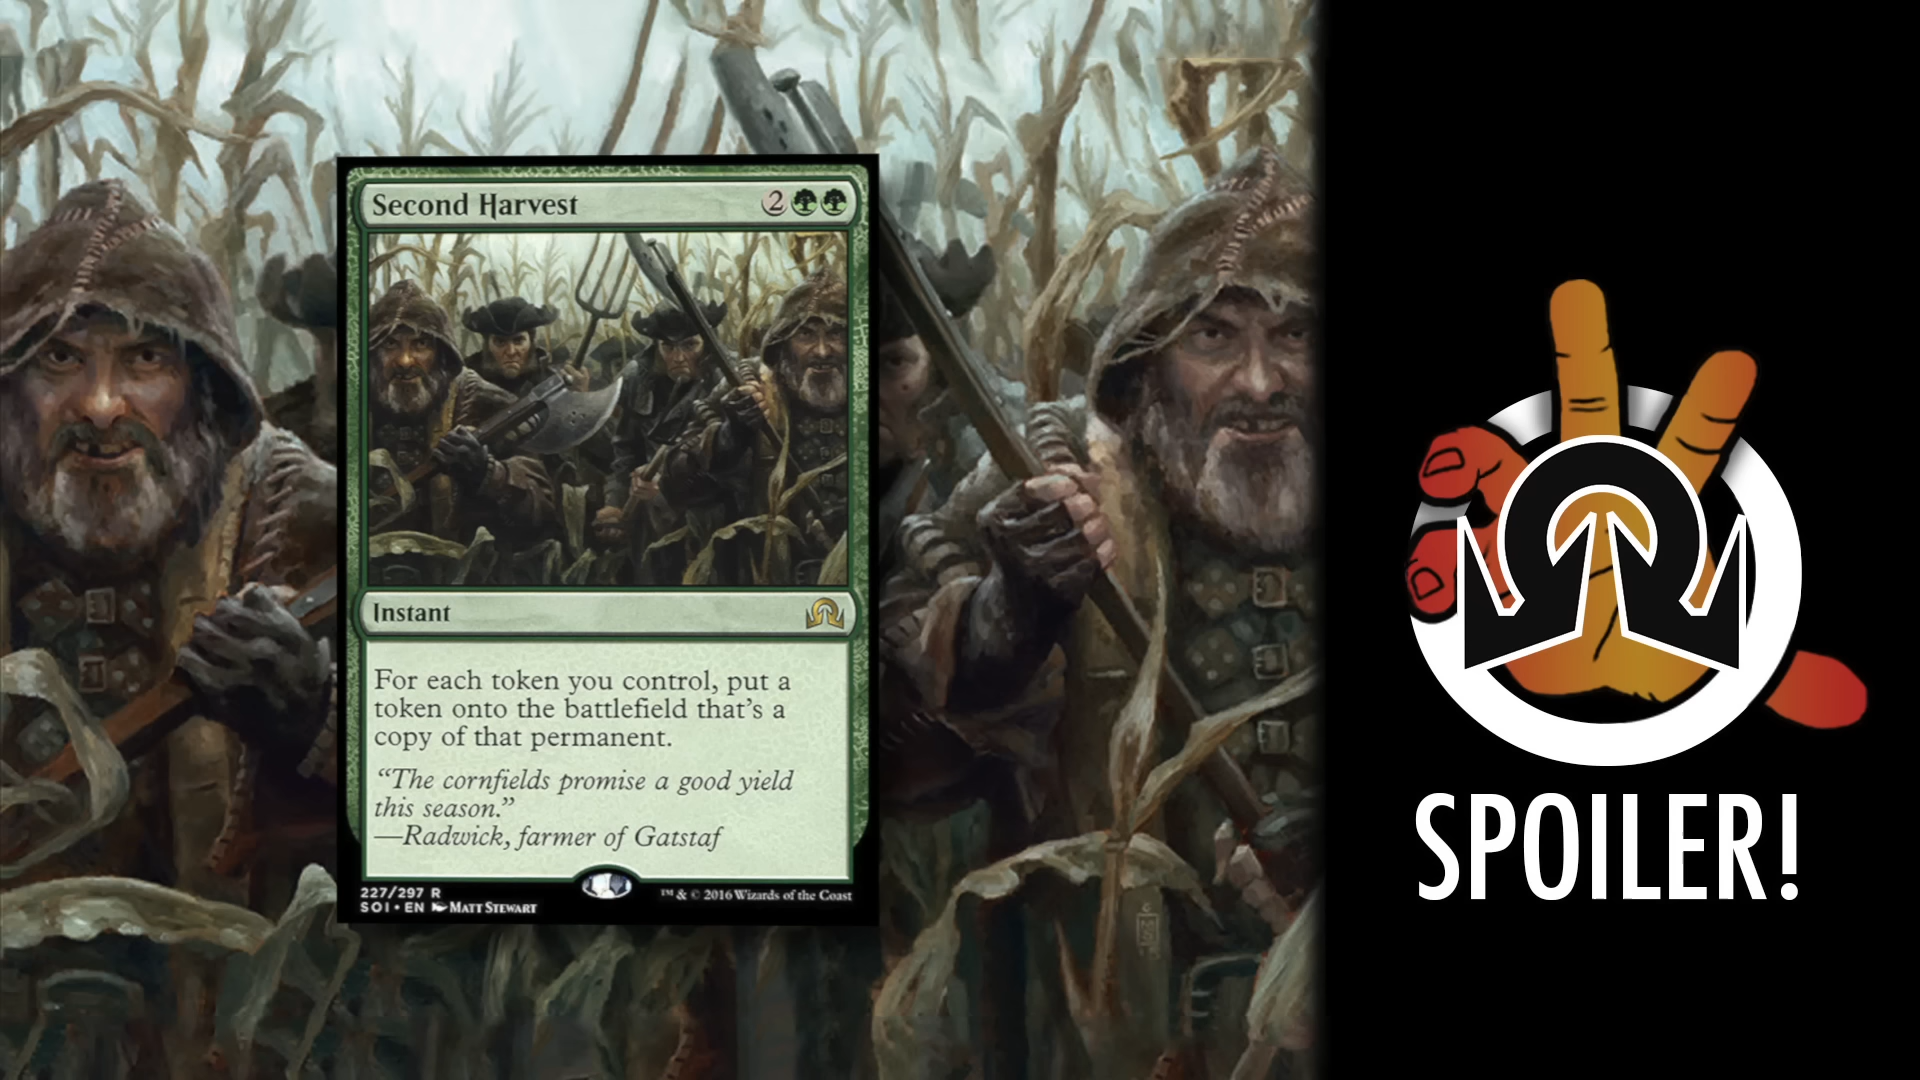 Second Harvest 2
Instant
For each token you control, put a
token onto the battlefield that's a
copy of that permanent.
“The cornfields promise a good yield
this season.”
—Radwick, farmer of Gatstaf
227/297 R
SOI • EN MATT STEWART
™ & © 2016 Wizards of the Coast
SPOILER!